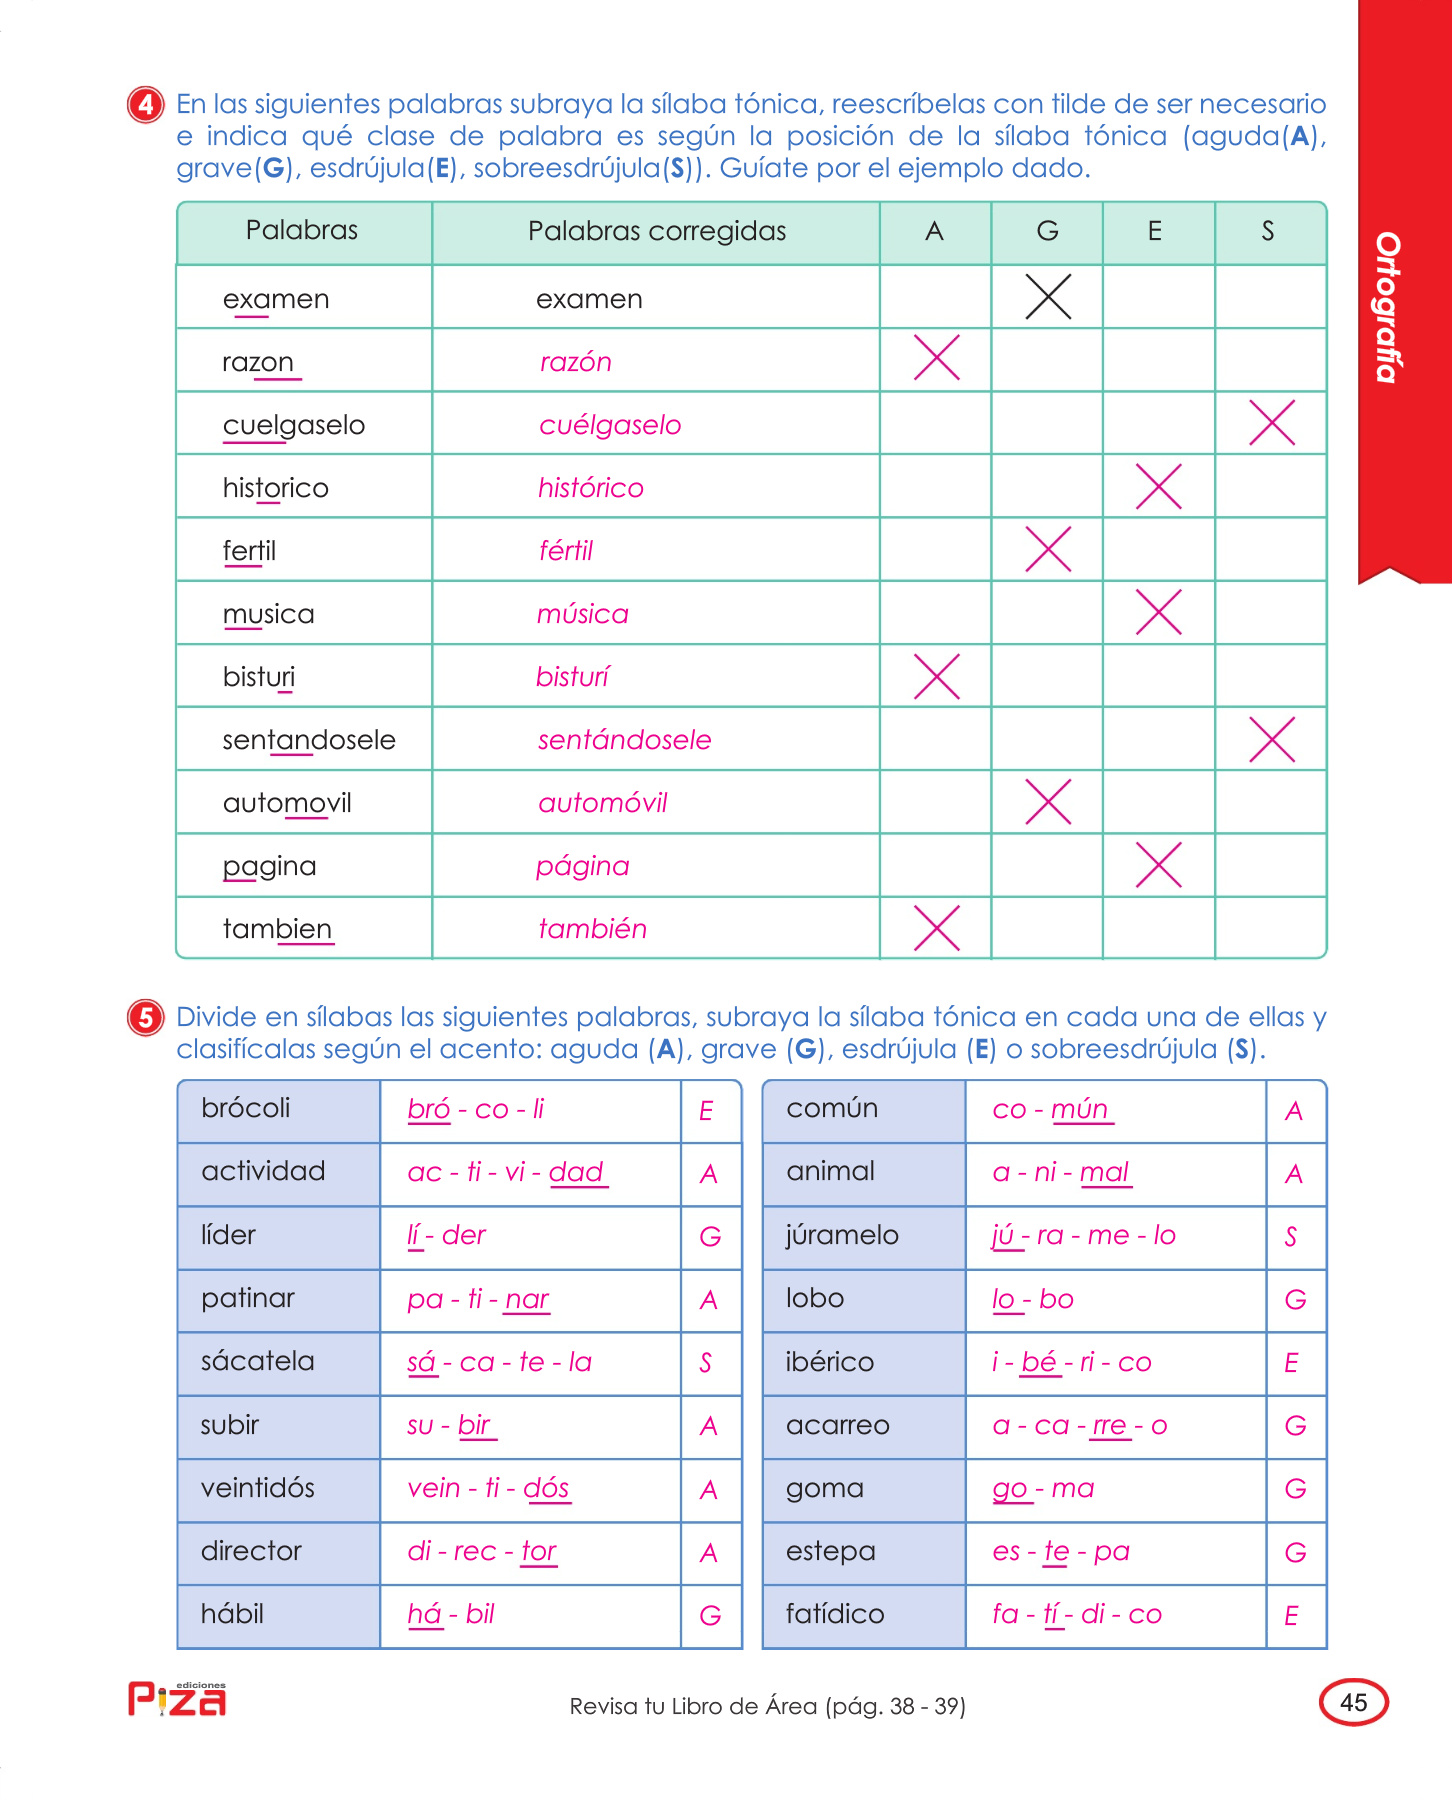 4 En las siguientes palabras subraya la sílaba tónica, reescríbelas con tilde de ser necesario
e indica qué clase de palabra es según la posición de la sílaba tónica (aguda(A),
grave(G), esdrújula(E), sobreesdrújula(S)). Guíate por el ejemplo dado.
Palabras Palabras corregidas A G E S
examen examen
razon razón
cuelgaselo cuélgaselo
historico histórico
fertil fértil
musica música
bisturi bisturí
sentandosele sentándosele
automovil automóvil
pagina página
tambien también
Ortografía
5 Divide en sílabas las siguientes palabras, subraya la sílaba tónica en cada una de ellas y
clasifícalas según el acento: aguda (A), grave (G), esdrújula (E) o sobreesdrújula (S).
brócoli bró - co - li E
actividad ac - ti - vi - dad A
líder lí - der G
patinar pa - ti - nar A
sácatela sá - ca - te - la S
subir su - bir A
veintidós vein - ti - dós A
director di - rec - tor A
hábil há - bil G
común co - mún A
animal a - ni - mal A
júramelo jú - ra - me - lo S
lobo lo - bo G
ibérico i - bé - ri - co E
acarreo a - ca - rre - o G
goma go - ma G
estepa es - te - pa G
fatídico fa - tí - di - co E
ediciones
Piza
Revisa tu Libro de Área (pág. 38 - 39)
45